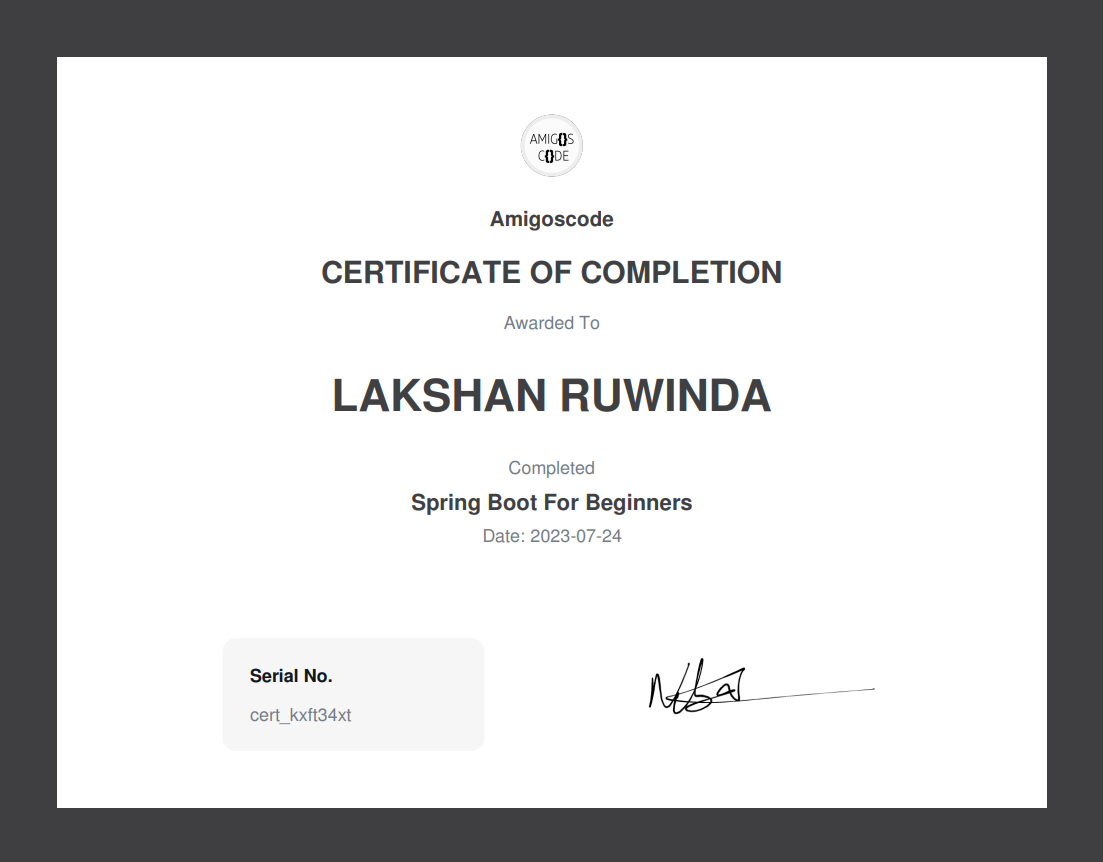 AMIG{}S
C{}DE
Amigoscode
CERTIFICATE OF COMPLETION
Awarded To
LAKSHAN RUWINDA
Completed
Spring Boot For Beginners
Date: 2023-07-24
Serial No.
cert_kxft34xt